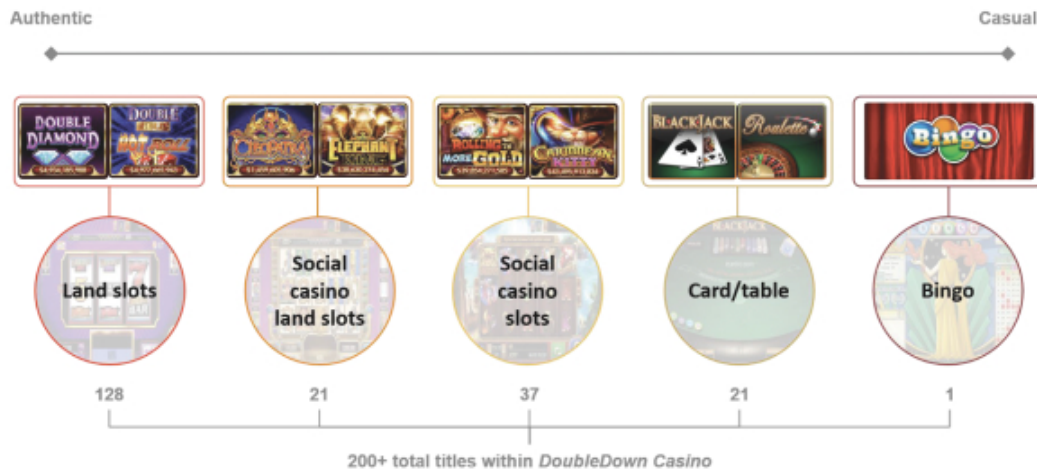 Authentic
Casual
DOUBLE
DIAMOND
DOUBLE
ELEPHANT
KING
ROLLING IN
MORE GOLD
CARIBBEAN
KITTY
BLACKJACK
Roulette
Bingo
Land slots
Social
casino
land slots
Social
casino
slots
BLACKJACK
Card/table
Bingo
128
21
37
21
1
200+ total titles within DoubleDown Casino